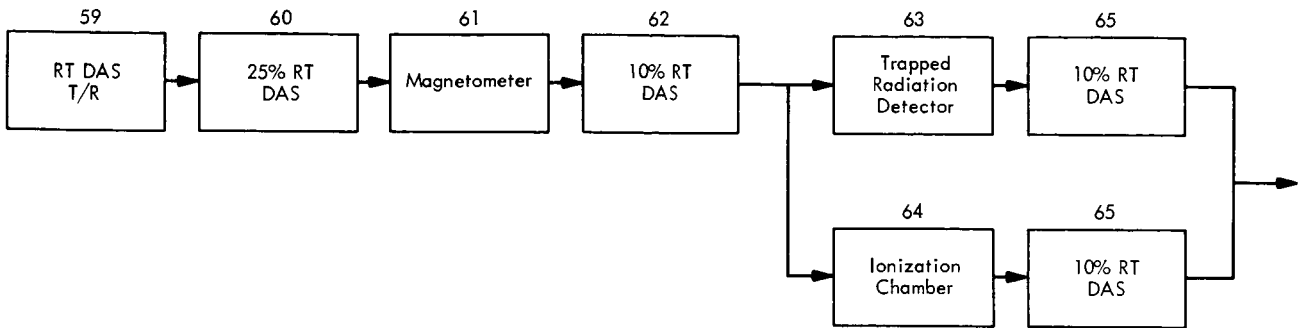 59
RT DAS
T/R
60
25% RT
DAS
61
Magnetometer
62
10% RT
DAS
63
Trapped
Radiation
Detector
65
10% RT
DAS
64
Ionization
Chamber
65
10% RT
DAS